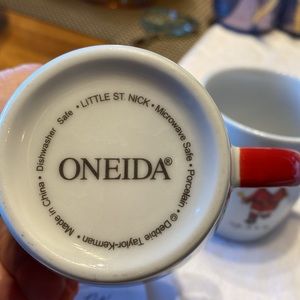 • LITTLE ST. NICK • Microwave Safe • Porcelain • © Debbie Taylor-Kerman • Made in China • Dishwasher Safe
ONEIDA®